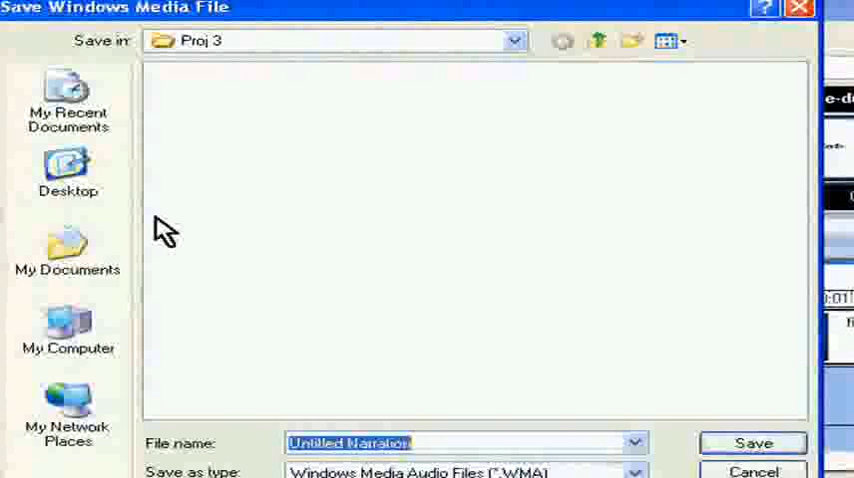 Save Windows Media File
Save in: Proj 3
My Recent
Documents
Desktop
My Documents
My Computer
My Network
Places
File name: Untitled Narration Save
Save as type: Windows Media Audio Files (*.WMA) Cancel